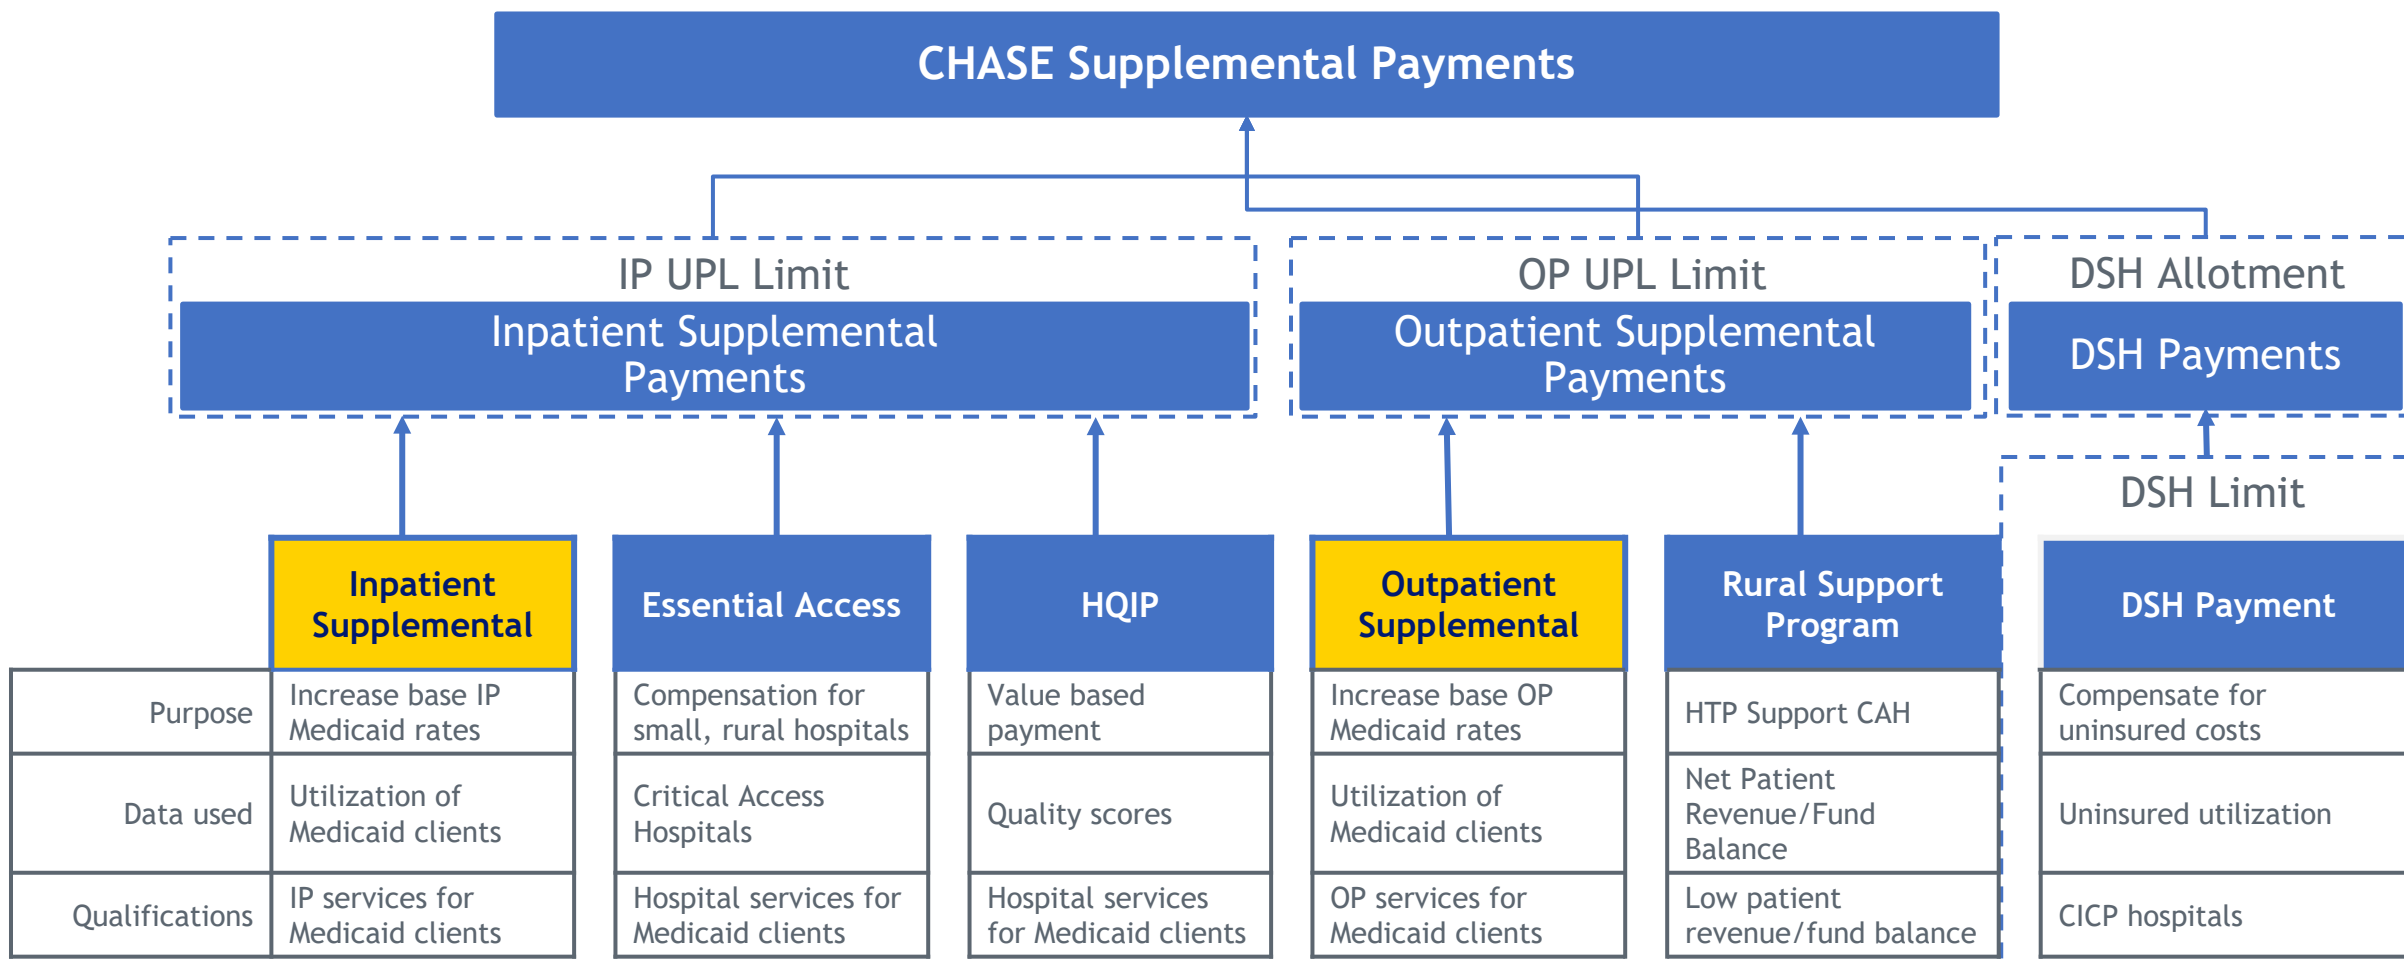 CHASE Supplemental Payments
IP UPL Limit
Inpatient Supplemental
Payments
OP UPL Limit
Outpatient Supplemental
Payments
DSH Allotment
DSH Payments
DSH Limit
Inpatient
Supplemental
Essential Access
HQIP
Outpatient
Supplemental
Rural Support
Program
DSH Payment
Purpose
Increase base IP
Medicaid rates
Compensation for
small, rural hospitals
Value based
payment
Increase base OP
Medicaid rates
HTP Support CAH
Compensate for
uninsured costs
Data used
Utilization of
Medicaid clients
Critical Access
Hospitals
Quality scores
Utilization of
Medicaid clients
Net Patient
Revenue/Fund
Balance
Uninsured utilization
Qualifications
IP services for
Medicaid clients
Hospital services for
Medicaid clients
Hospital services
for Medicaid clients
OP services for
Medicaid clients
Low patient
revenue/fund balance
CICP hospitals